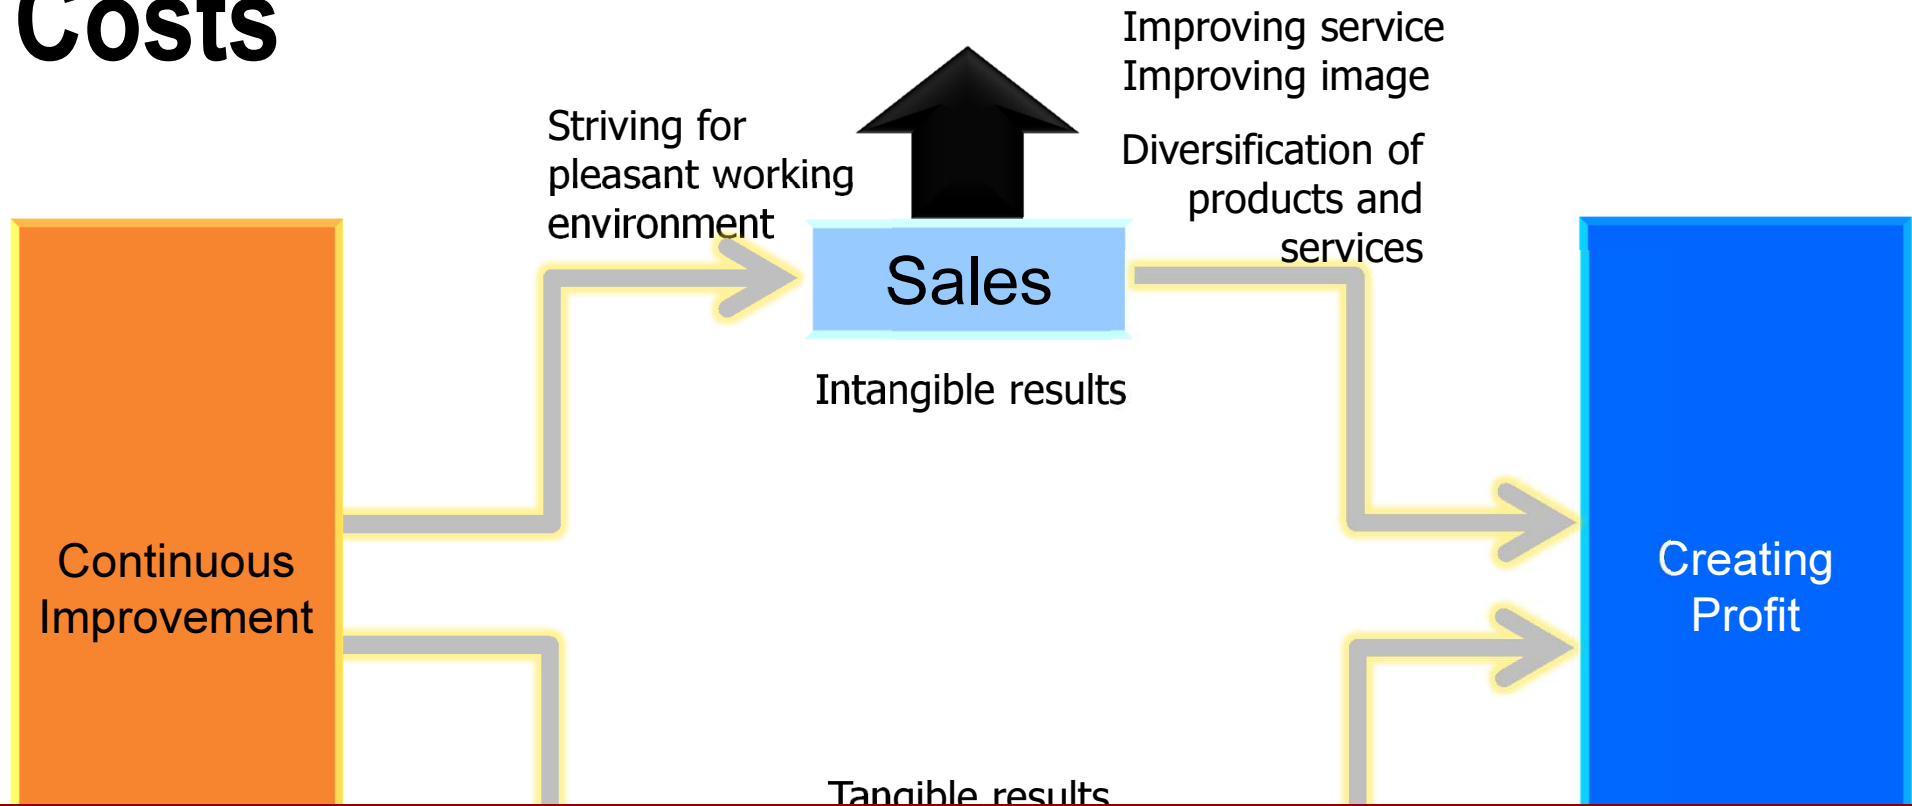 Costs
Improving service
Improving image
Striving for
pleasant working
environment
Diversification of
products and
services
Sales
Intangible results
Continuous
Improvement
Creating
Profit
Tangible results